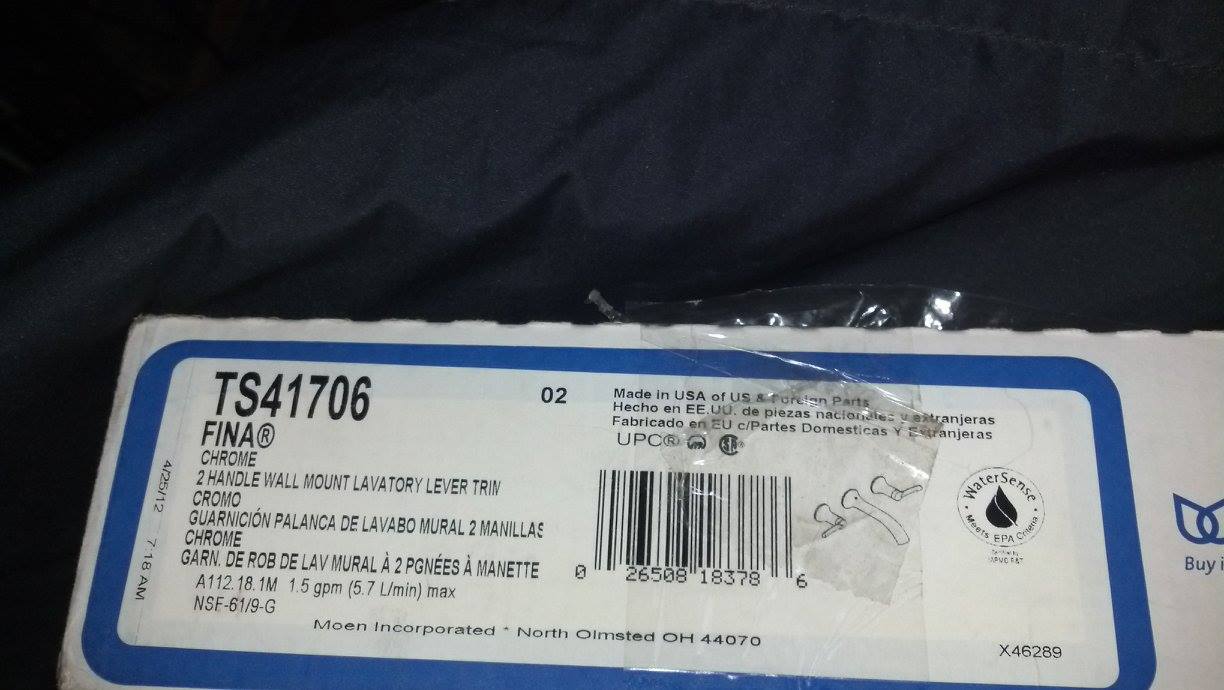 TS41706
02
FINA®
CHROME
2 HANDLE WALL MOUNT LAVATORY LEVER TRIM
CROMO
GUARNICIÓN PALANCA DE LAVABO MURAL 2 MANILLAS
CHROME
GARN. DE ROB DE LAV MURAL À 2 PGNÉES À MANETTE
A112.18.1M 1.5 gpm (5.7 L/min) max
NSF-61/9-G
4/25/12 7:18 AM
Made in USA of US & Foreign Parts
Hecho en EE.UU. de piezas nacionales y extranjeras
Fabricado en EU c/Partes Domesticas Y Extranjeras
UPC®
0 26508 18378 6
WaterSense
Meets EPA Criteria
Certified by
IAPMO R&T
Moen Incorporated * North Olmsted OH 44070
X46289
Buy i